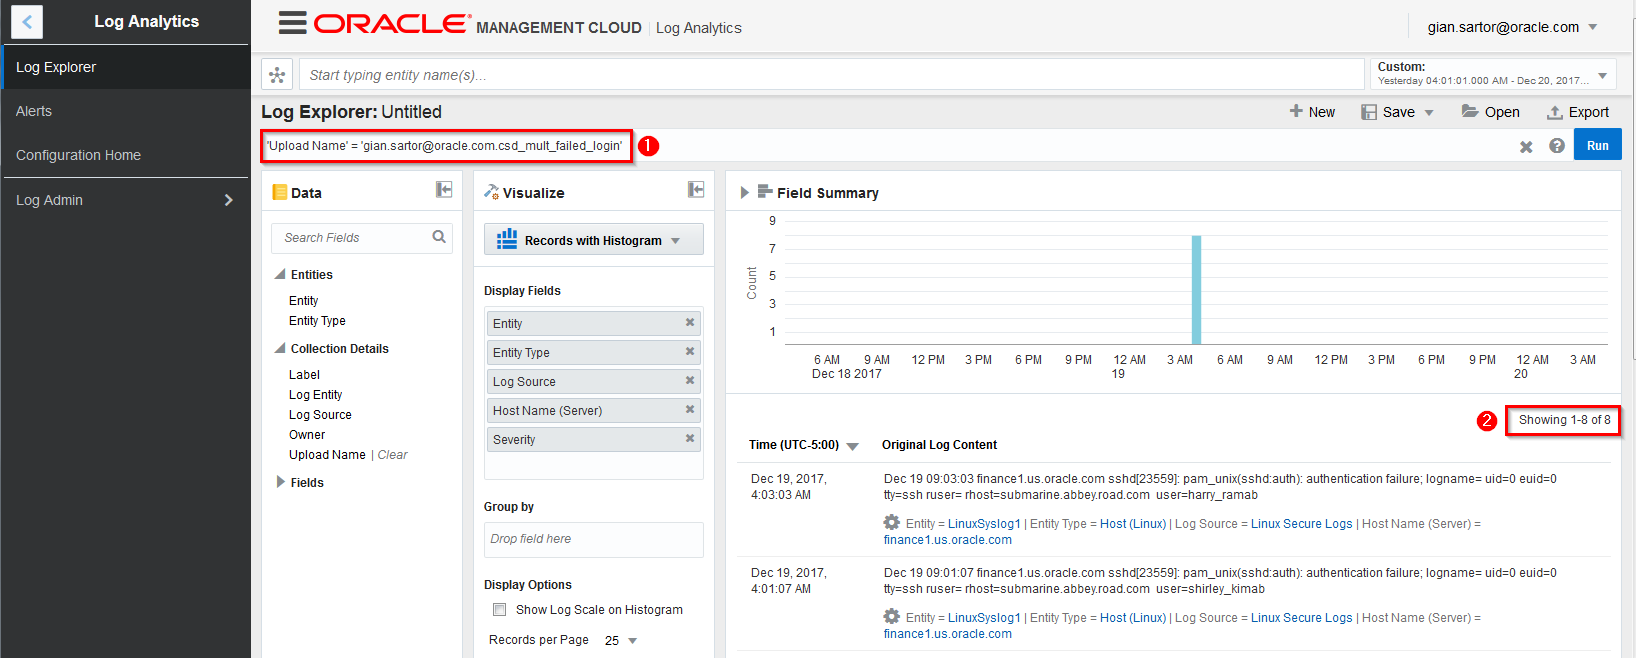 Log Analytics
Log Explorer
Alerts
Configuration Home
Log Admin
ORACLE® MANAGEMENT CLOUD | Log Analytics
gian.sartor@oracle.com
Start typing entity name(s)...
Custom:
Yesterday 04:01:01.000 AM - Dec 20, 2017...
Log Explorer: Untitled
New Save Open Export
'Upload Name' = 'gian.sartor@oracle.com.csd_mult_failed_login'
1
Run
Data
Search Fields
Entities
Entity
Entity Type
Collection Details
Label
Log Entity
Log Source
Owner
Upload Name | Clear
Fields
Visualize
Records with Histogram
Display Fields
Entity
Entity Type
Log Source
Host Name (Server)
Severity
Group by
Drop field here
Display Options
Show Log Scale on Histogram
Records per Page 25
Field Summary
9
7
5
3
1
Count
6 AM 9 AM 12 PM 3 PM 6 PM 9 PM 12 AM 3 AM 6 AM 9 AM 12 PM 3 PM 6 PM 9 PM 12 AM 3 AM
Dec 18 2017 19 20
2
Showing 1-8 of 8
Time (UTC-5:00) Original Log Content
Dec 19, 2017,
4:03:03 AM
Dec 19 09:03:03 finance1.us.oracle.com sshd[23559]: pam_unix(sshd:auth): authentication failure; logname= uid=0 euid=0
tty=ssh ruser= rhost=submarine.abbey.road.com user=harry_ramab
Entity = LinuxSyslog1 | Entity Type = Host (Linux) | Log Source = Linux Secure Logs | Host Name (Server) =
finance1.us.oracle.com
Dec 19, 2017,
4:01:07 AM
Dec 19 09:01:07 finance1.us.oracle.com sshd[23559]: pam_unix(sshd:auth): authentication failure; logname= uid=0 euid=0
tty=ssh ruser= rhost=submarine.abbey.road.com user=shirley_kimab
Entity = LinuxSyslog1 | Entity Type = Host (Linux) | Log Source = Linux Secure Logs | Host Name (Server) =
finance1.us.oracle.com